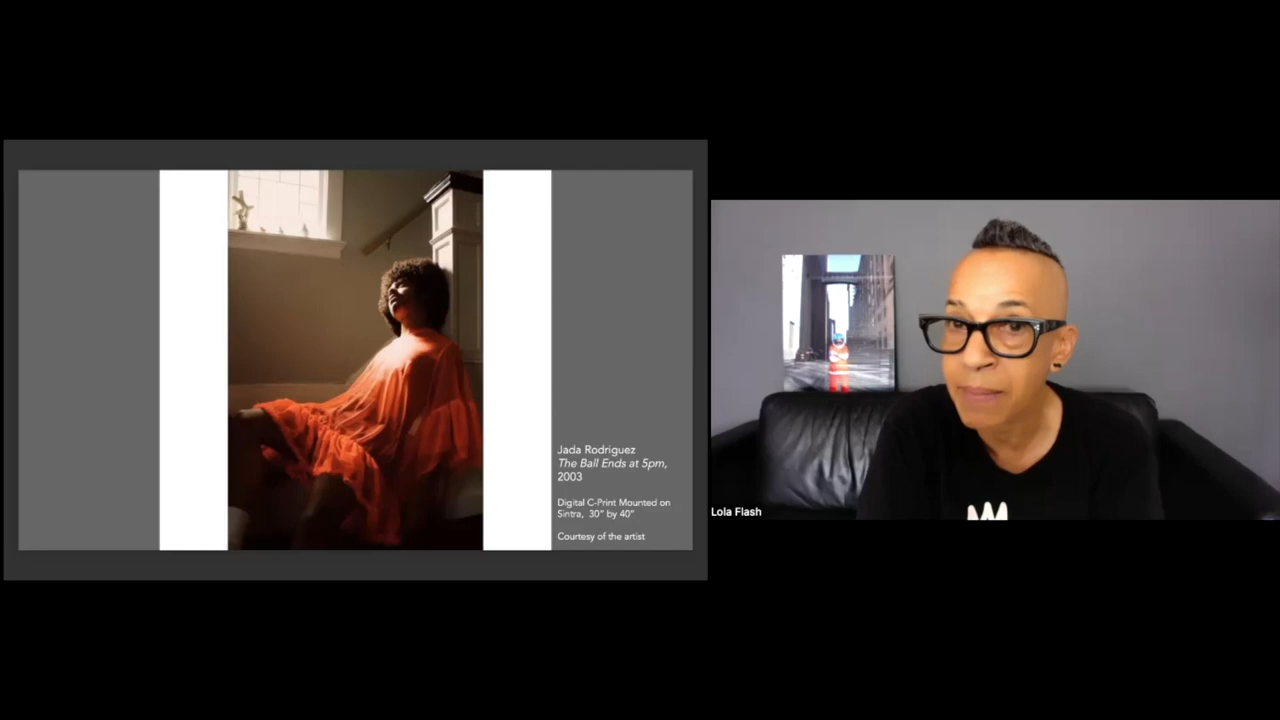 Jada Rodriguez
The Ball Ends at 5pm,
2003
Digital C-Print Mounted on
Sintra, 30" by 40"
Courtesy of the artist
Lola Flash